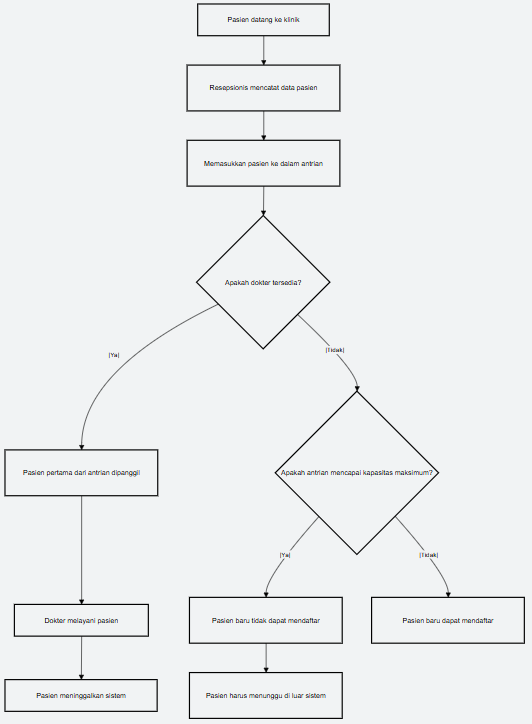 Pasien datang ke klinik
Resepsionis mencatat data pasien
Memasukkan pasien ke dalam antrian
Apakah dokter tersedia?
|Ya|
|Tidak|
Pasien pertama dari antrian dipanggil
Apakah antrian mencapai kapasitas maksimum?
|Ya|
|Tidak|
Dokter melayani pasien
Pasien baru tidak dapat mendaftar
Pasien baru dapat mendaftar
Pasien meninggalkan sistem
Pasien harus menunggu di luar sistem